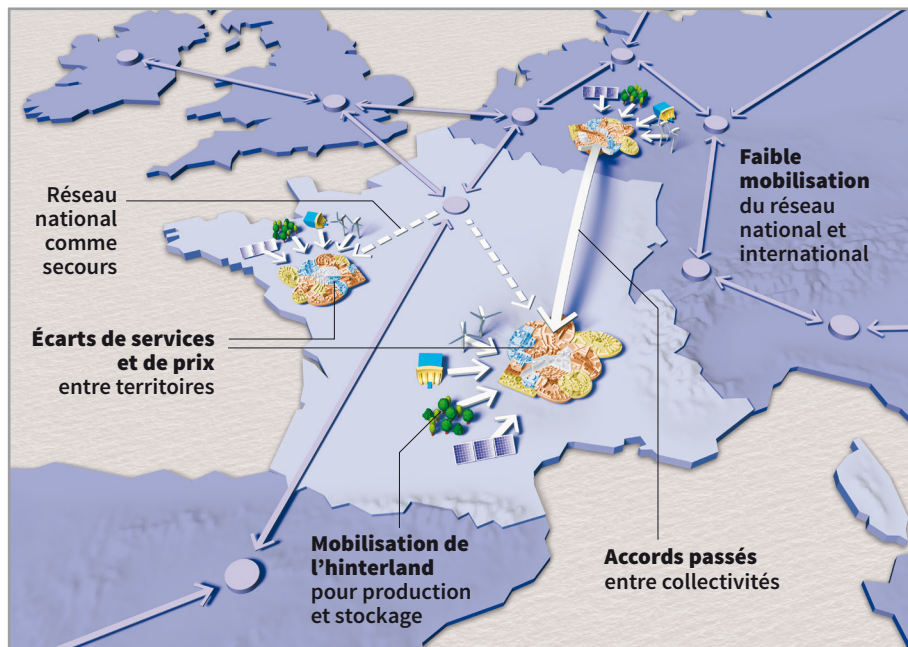 Réseau
national
comme
secours
Faible
mobilisation
du réseau
national et
international
Écarts de services
et de prix
entre territoires
Mobilisation de
l'hinterland
pour production
et stockage
Accords passés
entre collectivités